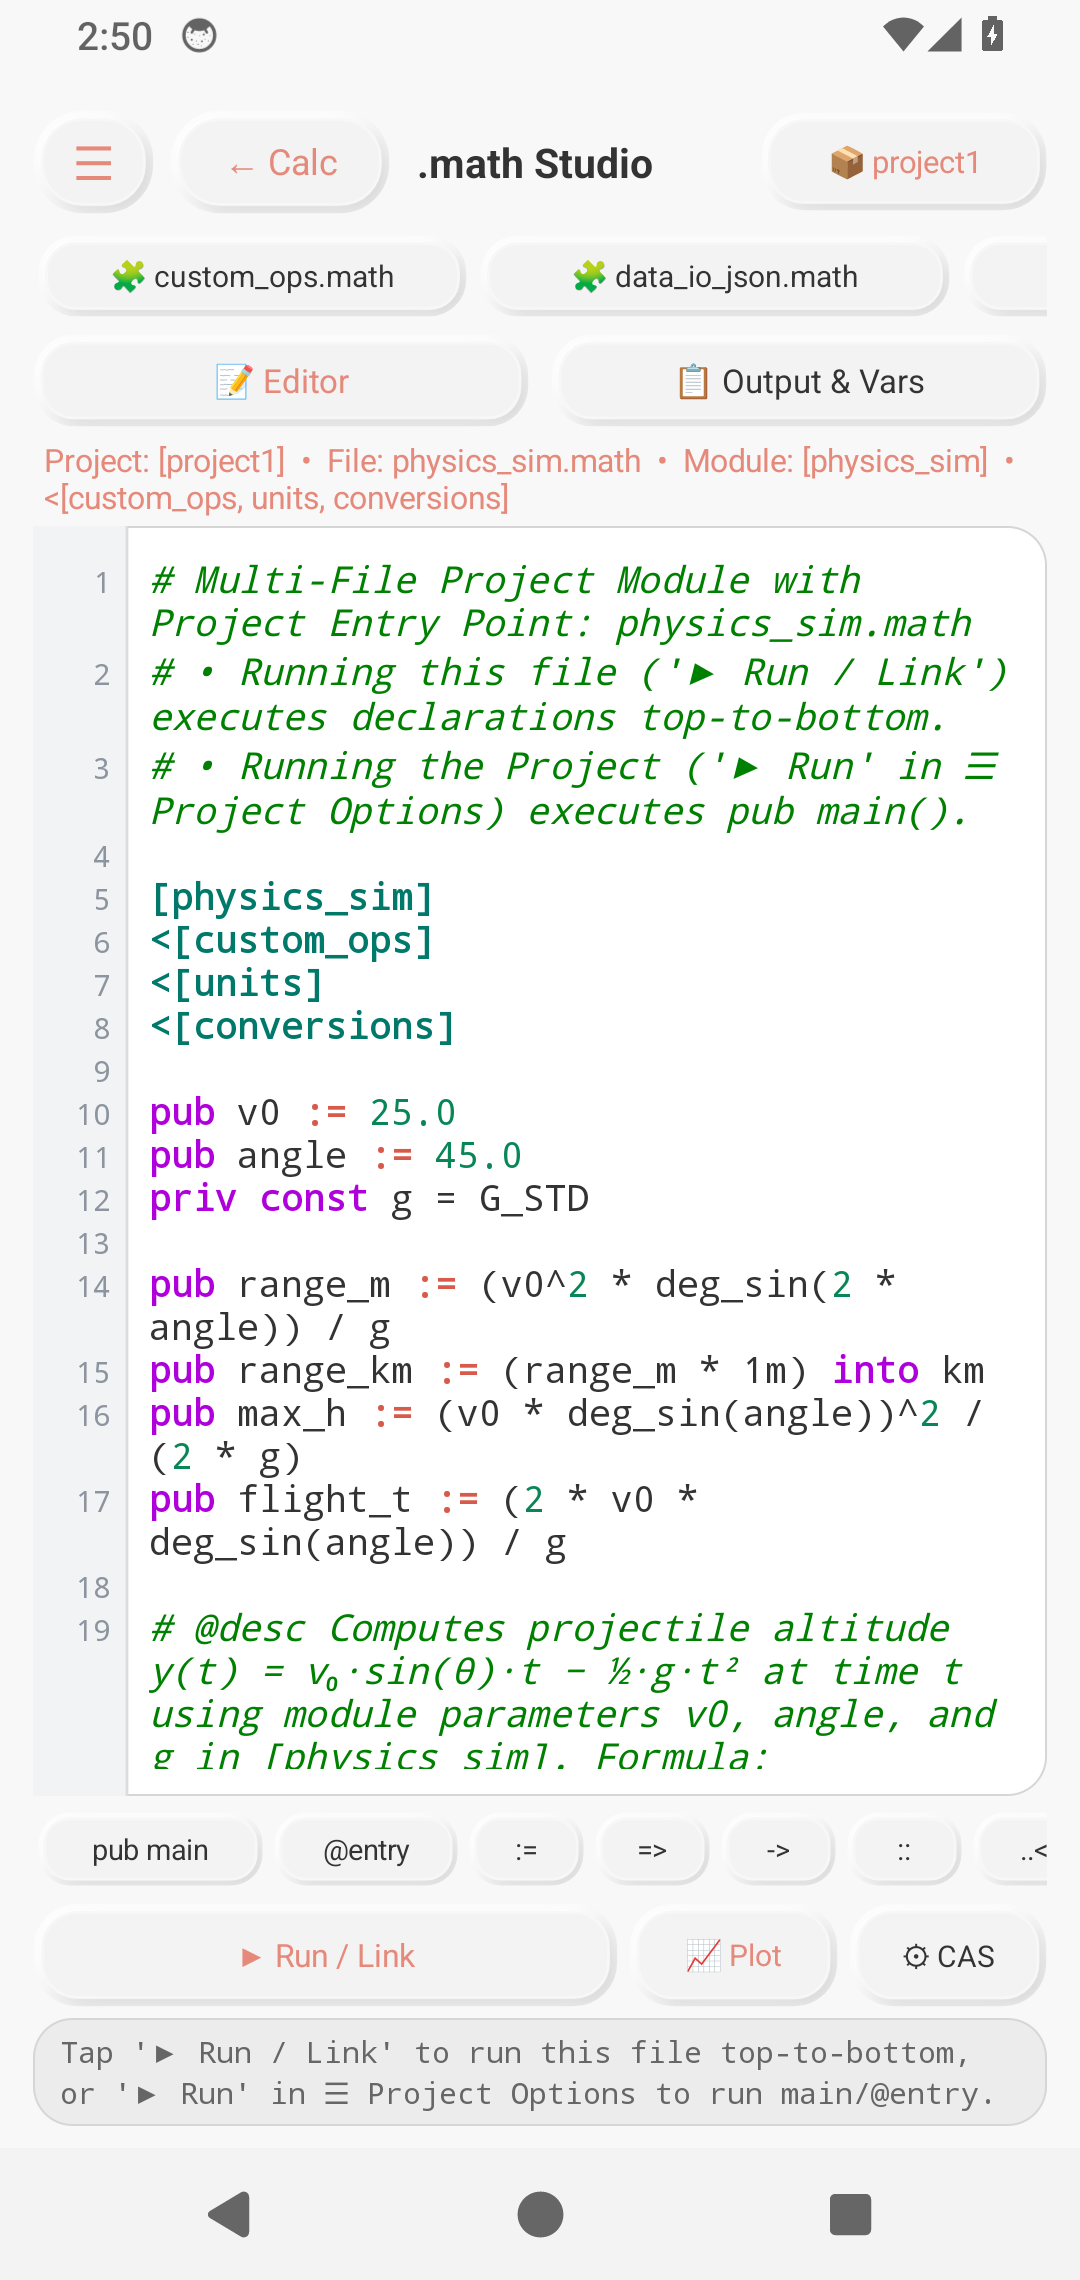 2:50
☰
← Calc
.math Studio
📦 project1
🧩 custom_ops.math
🧩 data_io_json.math
📝 Editor
📋 Output & Vars
Project: [project1] • File: physics_sim.math • Module: [physics_sim] •
<[custom_ops, units, conversions]
1 # Multi-File Project Module with
Project Entry Point: physics_sim.math
2 # • Running this file ('▶ Run / Link')
executes declarations top-to-bottom.
3 # • Running the Project ('▶ Run' in ☰
Project Options) executes pub main().
4
5 [physics_sim]
6 <[custom_ops]
7 <[units]
8 <[conversions]
9
10 pub v0 := 25.0
11 pub angle := 45.0
12 priv const g = G_STD
13
14 pub range_m := (v0^2 * deg_sin(2 *
angle)) / g
15 pub range_km := (range_m * 1m) into km
16 pub max_h := (v0 * deg_sin(angle))^2 /
(2 * g)
17 pub flight_t := (2 * v0 *
deg_sin(angle)) / g
18
19 # @desc Computes projectile altitude
y(t) = v₀·sin(θ)·t − ½·g·t² at time t
using module parameters v0, angle, and
g in [physics_sim]. Formula:
pub main
@entry
:=
=>
->
::
..<
▶ Run / Link
📈 Plot
⚙ CAS
Tap '▶ Run / Link' to run this file top-to-bottom,
or '▶ Run' in ☰ Project Options to run main/@entry.